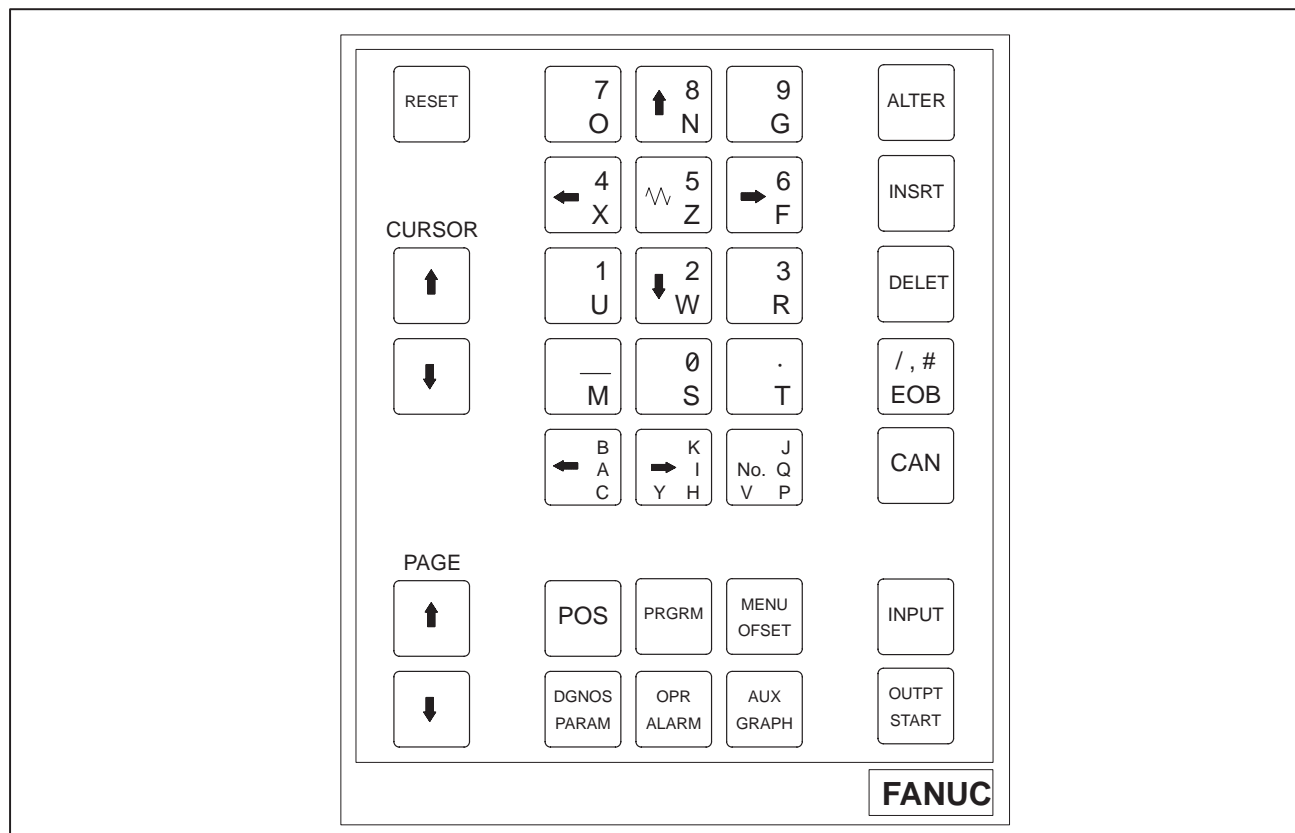 RESET
7
O
8
N
9
G
ALTER
4
X
5
Z
6
F
INSRT
CURSOR
1
U
2
W
3
R
DELET
—
M
0
S
.
T
/ , #
EOB
B
A
C
K
I
Y H
J
No. Q
V P
CAN
PAGE
POS
PRGRM
MENU
OFSET
INPUT
DGNOS
PARAM
OPR
ALARM
AUX
GRAPH
OUTPT
START
FANUC